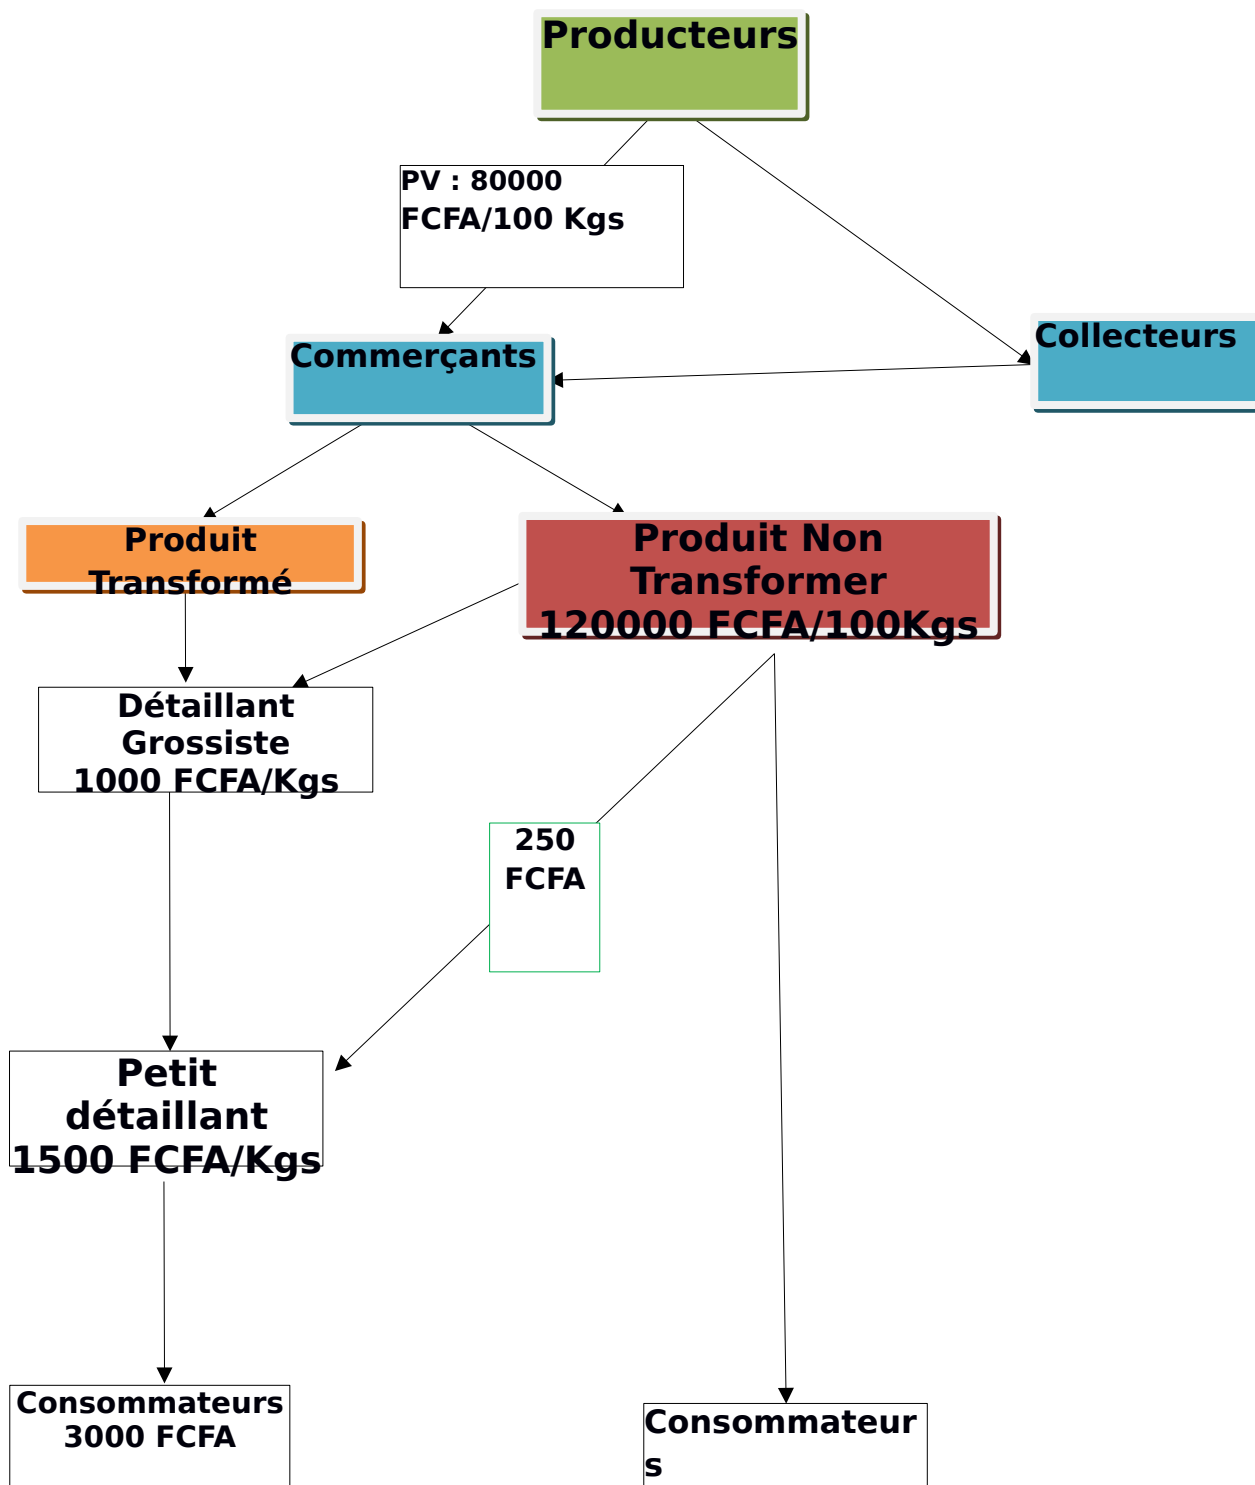 Producteurs
PV : 80000
FCFA/100 Kgs
Commerçants
Collecteurs
Produit
Transformé
Produit Non
Transformer
120000 FCFA/100Kgs
Détaillant
Grossiste
1000 FCFA/Kgs
250
FCFA
Petit
détaillant
1500 FCFA/Kgs
Consommateurs
3000 FCFA
Consommateur
s